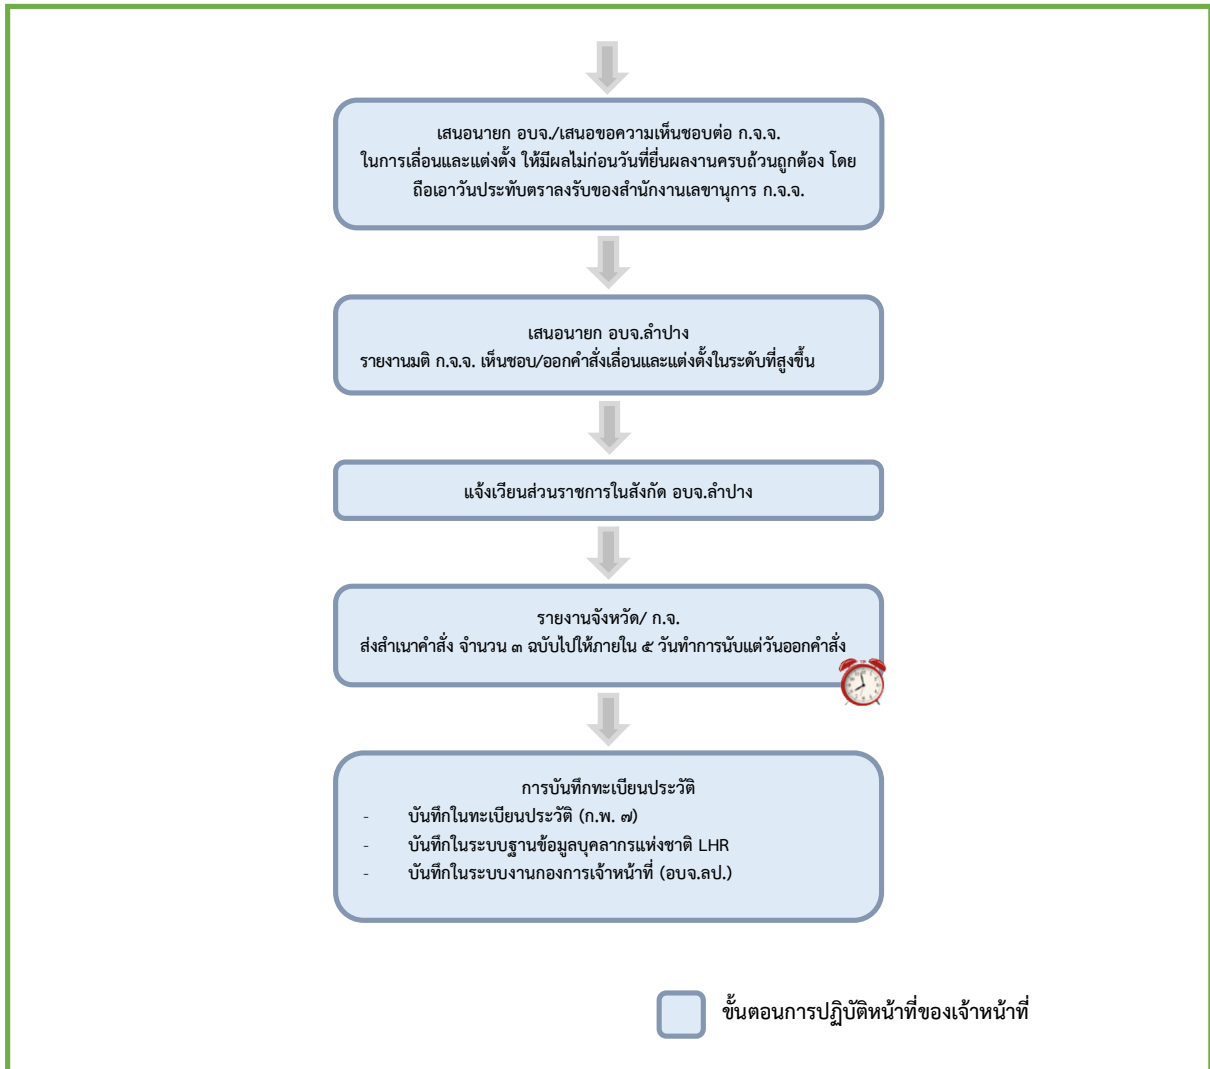 เสนอนายก อบจ./เสนอขอความเห็นชอบต่อ ก.จ.จ.
ในการเลื่อนและแต่งตั้ง ให้มีผลไม่ก่อนวันที่ยื่นผลงานครบถ้วนถูกต้อง โดย
ถือเอาวันประทับตราลงรับของสำนักงานเลขานุการ ก.จ.จ.
เสนอนายก อบจ.ลำปาง
รายงานมติ ก.จ.จ. เห็นชอบ/ออกคำสั่งเลื่อนและแต่งตั้งในระดับที่สูงขึ้น
แจ้งเวียนส่วนราชการในสังกัด อบจ.ลำปาง
รายงานจังหวัด/ ก.จ.
ส่งสำเนาคำสั่ง จำนวน ๓ ฉบับไปให้ภายใน ๕ วันทำการนับแต่วันออกคำสั่ง
การบันทึกทะเบียนประวัติ
- บันทึกในทะเบียนประวัติ (ก.พ. ๗)
- บันทึกในระบบฐานข้อมูลบุคลากรแห่งชาติ LHR
- บันทึกในระบบงานกองการเจ้าหน้าที่ (อบจ.ลป.)
ขั้นตอนการปฏิบัติหน้าที่ของเจ้าหน้าที่